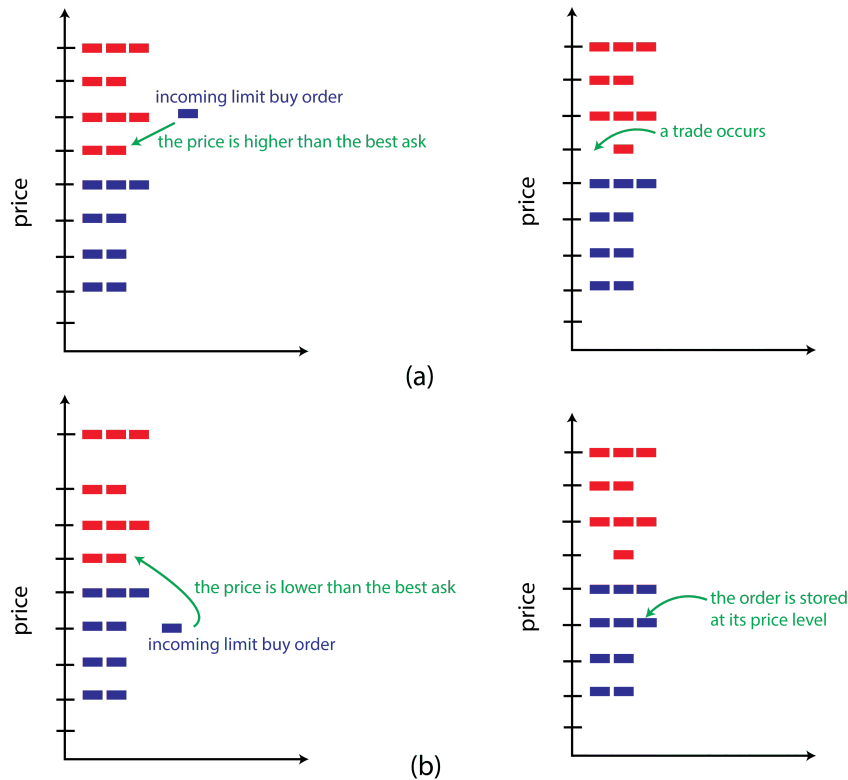 incoming limit buy order
the price is higher than the best ask
price
a trade occurs
price
(a)
the price is lower than the best ask
incoming limit buy order
price
the order is stored
at its price level
price
(b)